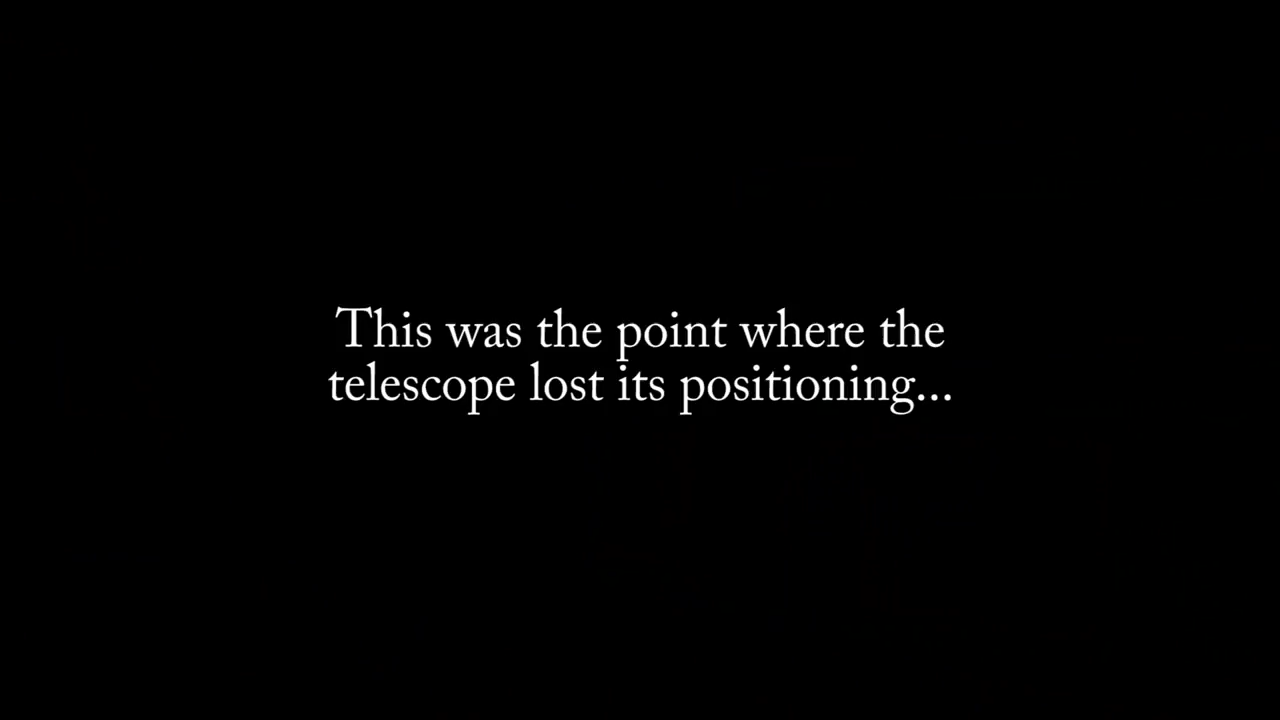 This was the point where the
telescope lost its positioning...